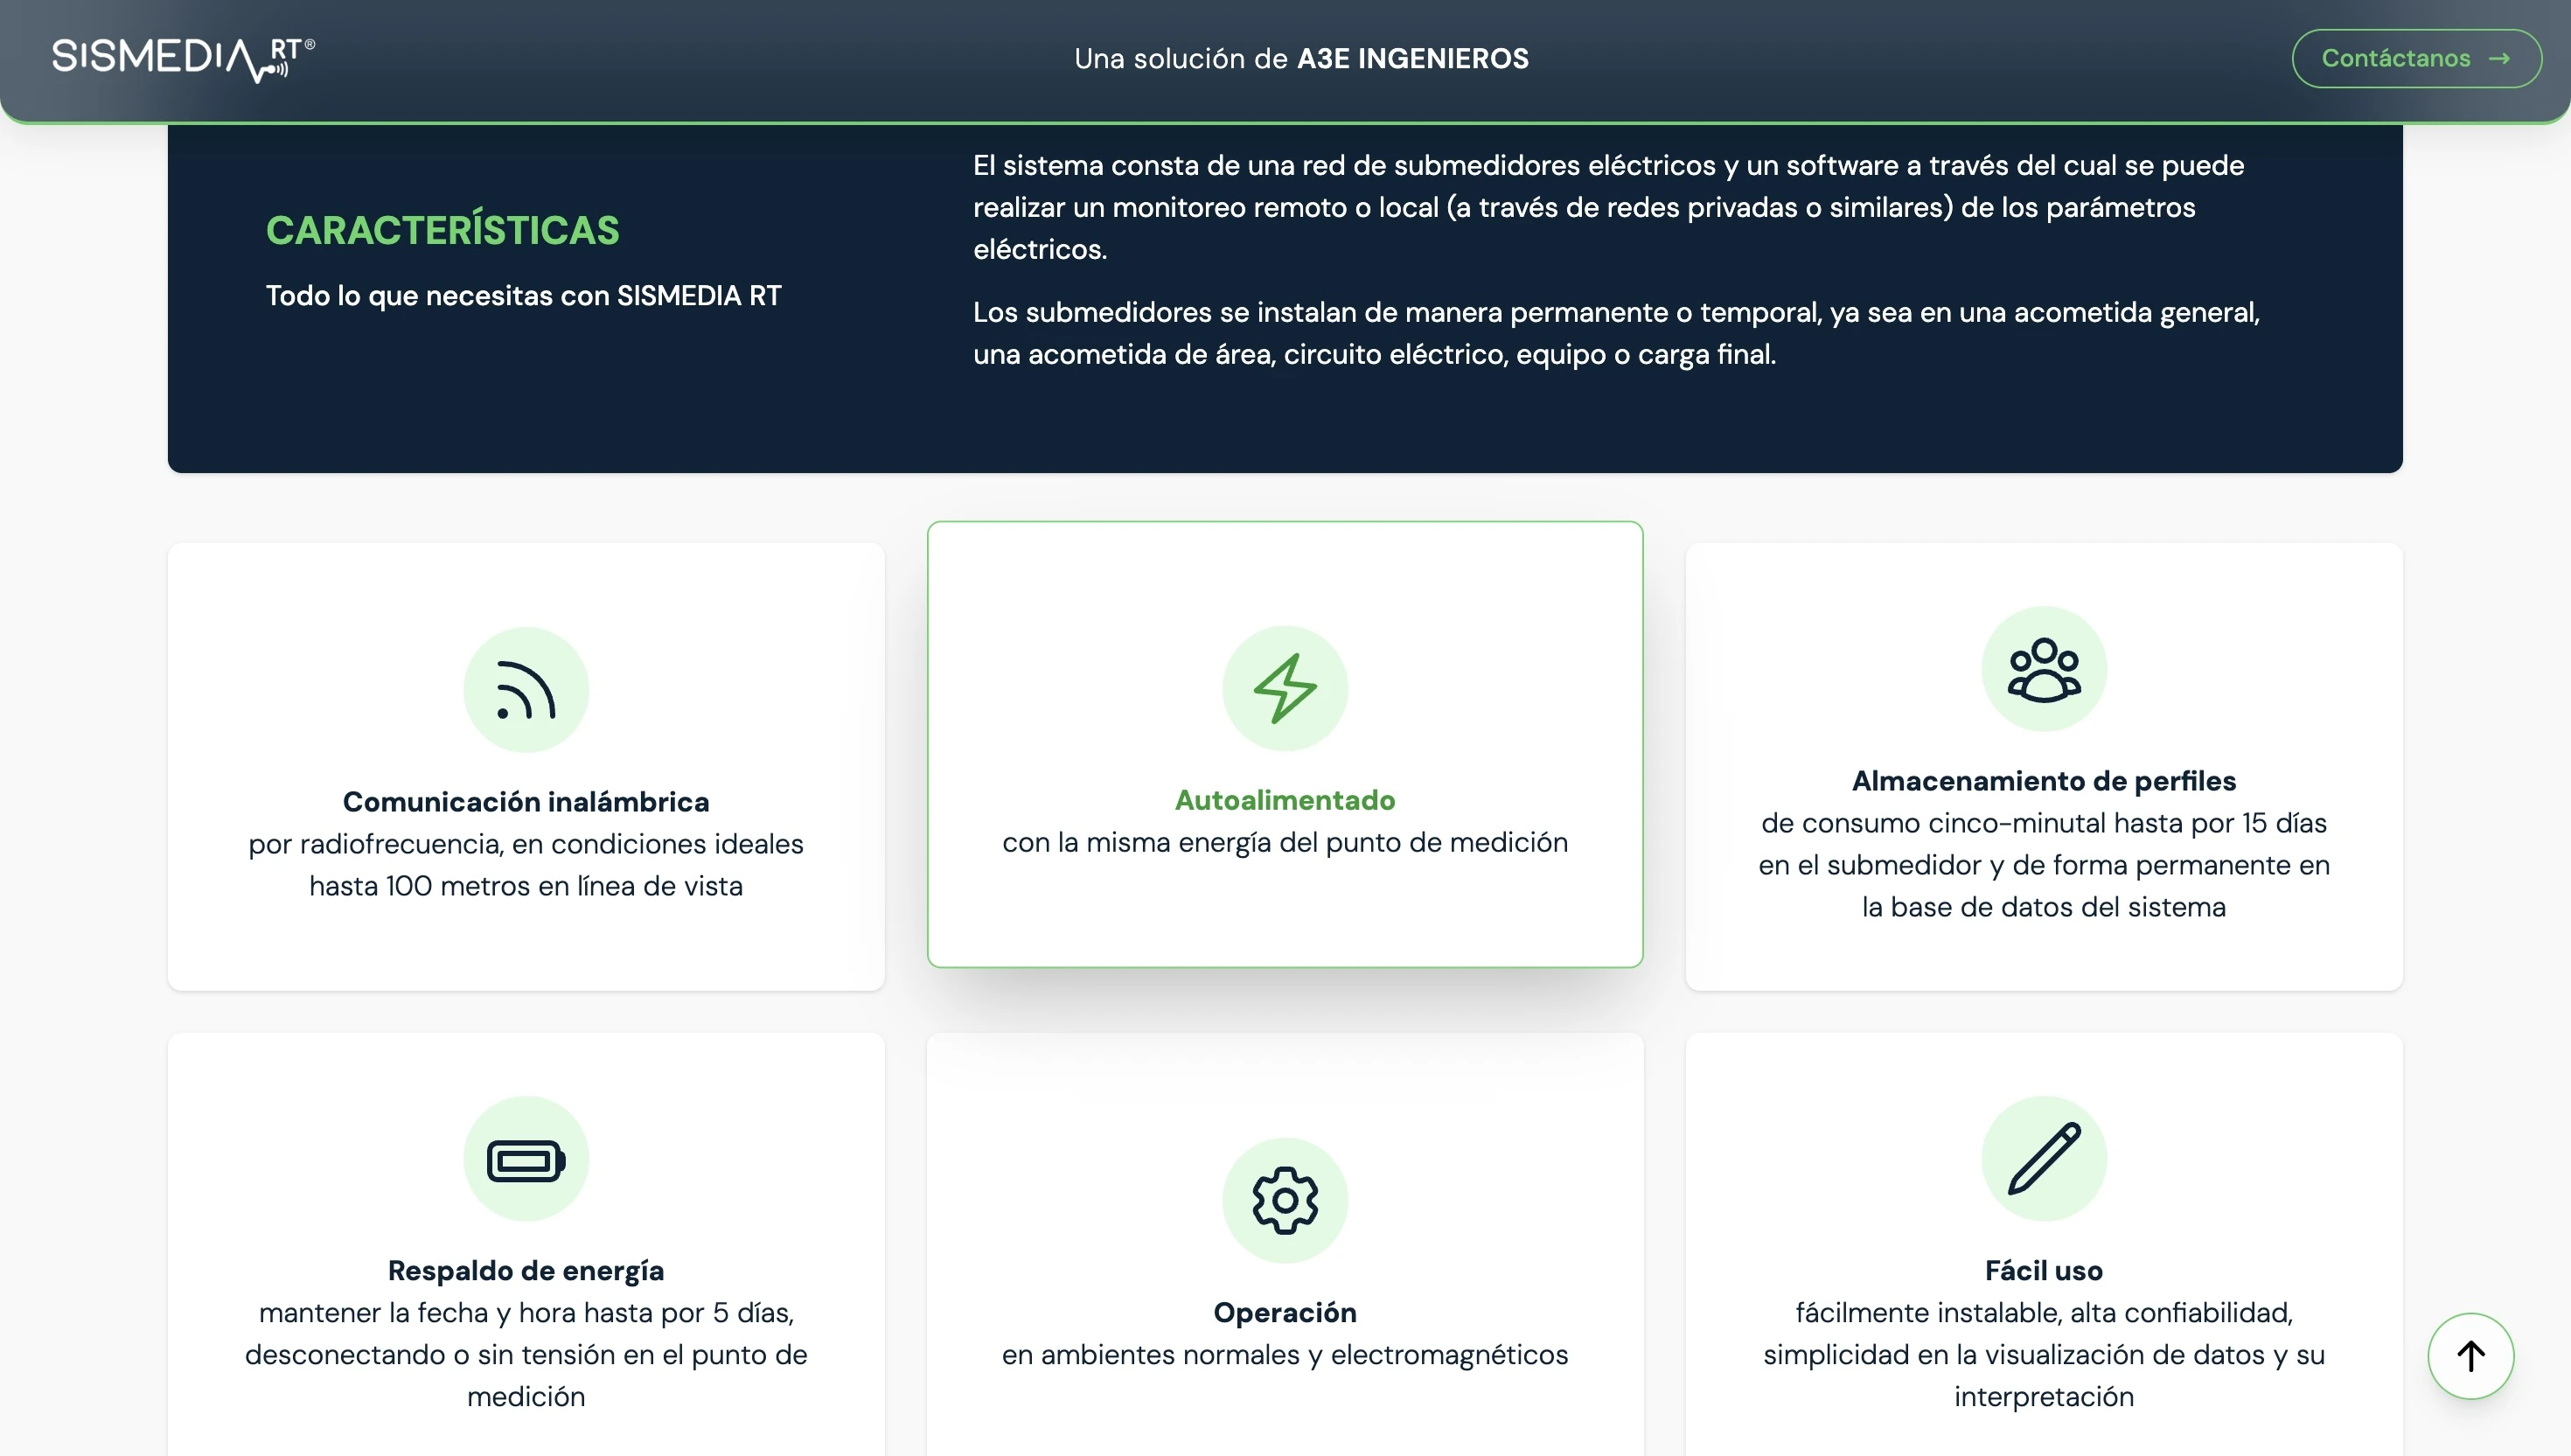 SISMEDIA RT®
Una solución de A3E INGENIEROS
Contáctanos →
CARACTERÍSTICAS
Todo lo que necesitas con SISMEDIA RT
El sistema consta de una red de submedidores eléctricos y un software a través del cual se puede
realizar un monitoreo remoto o local (a través de redes privadas o similares) de los parámetros
eléctricos.
Los submedidores se instalan de manera permanente o temporal, ya sea en una acometida general,
una acometida de área, circuito eléctrico, equipo o carga final.
Comunicación inalámbrica
por radiofrecuencia, en condiciones ideales
hasta 100 metros en línea de vista
Autoalimentado
con la misma energía del punto de medición
Almacenamiento de perfiles
de consumo cinco-minutal hasta por 15 días
en el submedidor y de forma permanente en
la base de datos del sistema
Respaldo de energía
mantener la fecha y hora hasta por 5 días,
desconectando o sin tensión en el punto de
medición
Operación
en ambientes normales y electromagnéticos
Fácil uso
fácilmente instalable, alta confiabilidad,
simplicidad en la visualización de datos y su
interpretación